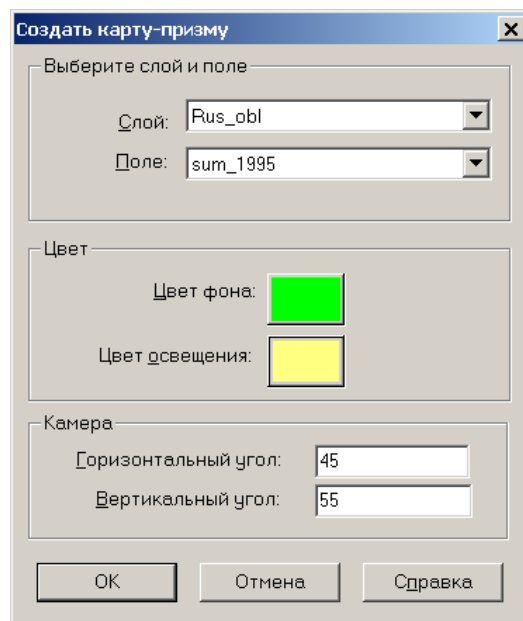 Создать карту-призму
Выберите слой и поле
Слой: Rus_obl
Поле: sum_1995
Цвет
Цвет фона:
Цвет освещения:
Камера
Горизонтальный угол: 45
Вертикальный угол: 55
OK Отмена Справка